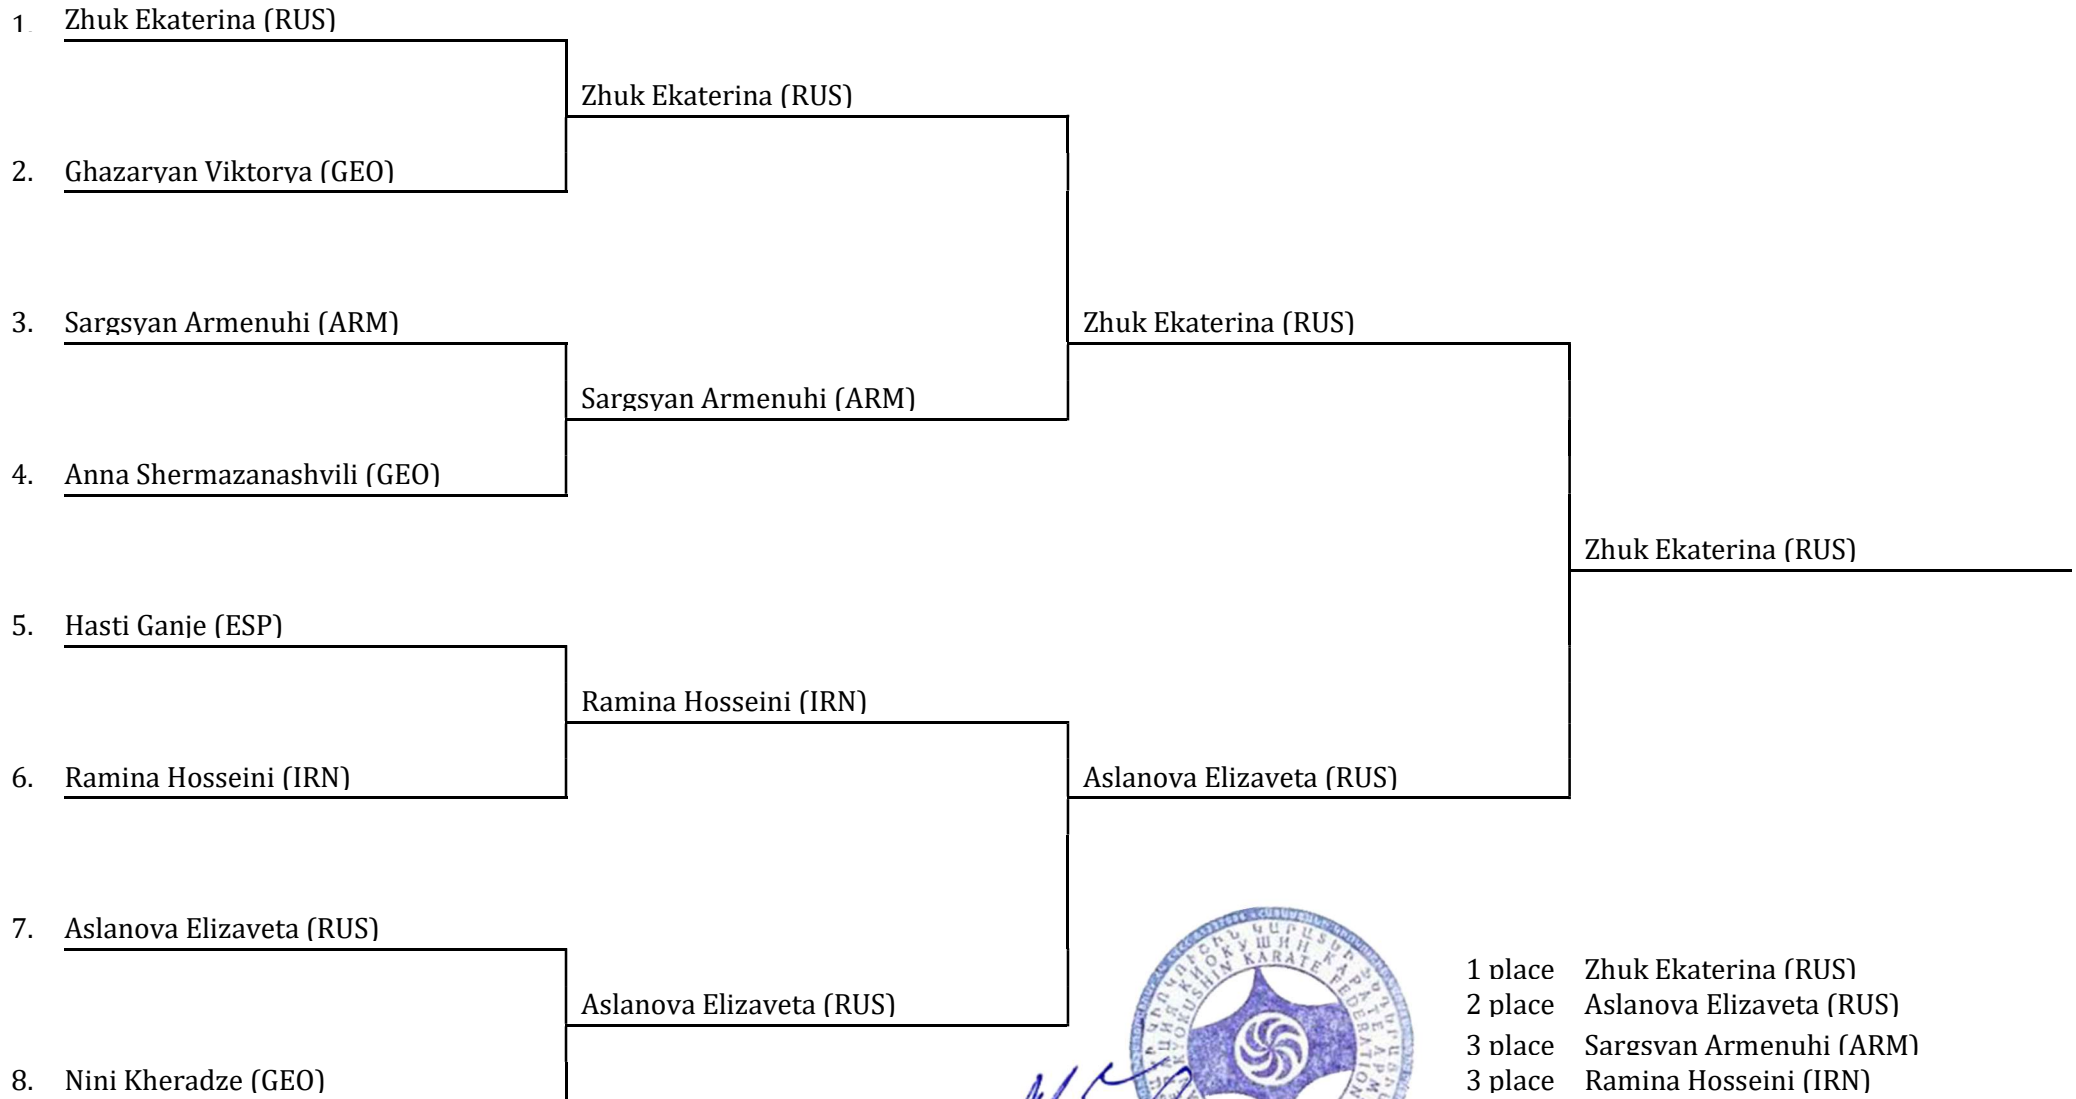 1. Zhuk Ekaterina (RUS)
Zhuk Ekaterina (RUS)
2. Ghazaryan Viktorya (GEO)
3. Sargsyan Armenuhi (ARM)
Zhuk Ekaterina (RUS)
Sargsyan Armenuhi (ARM)
4. Anna Shermazanashvili (GEO)
Zhuk Ekaterina (RUS)
5. Hasti Ganje (ESP)
Ramina Hosseini (IRN)
6. Ramina Hosseini (IRN)
Aslanova Elizaveta (RUS)
7. Aslanova Elizaveta (RUS)
Aslanova Elizaveta (RUS)
8. Nini Kheradze (GEO)
KYOKUSHIN KARATE FEDERATION
1 place Zhuk Ekaterina (RUS)
2 place Aslanova Elizaveta (RUS)
3 place Sargsyan Armenuhi (ARM)
3 place Ramina Hosseini (IRN)